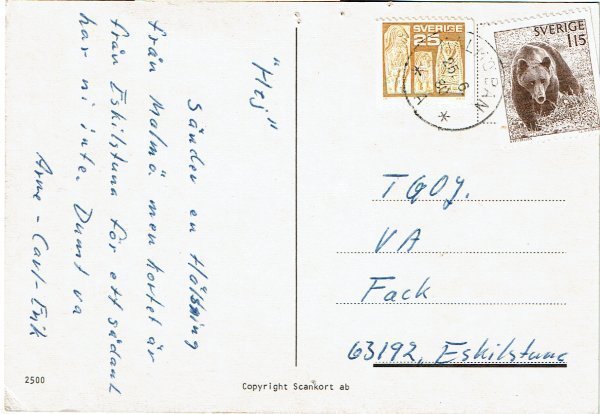 "Hej"
Sänder en Hälsning
från Malmö. men kortet är
från Eskilstuna för ett sådant
har ni inte. Dumt va
Arne - Carl-Erik
2500
Copyright Scankort ab
SVERIGE
25
SVERIGE
115
TGOJ.
VA
Fack
63192, Eskilstuna